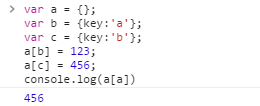 > var a = {};
var b = {key:'a'};
var c = {key:'b'};
a[b] = 123;
a[c] = 456;
console.log(a[a])
456